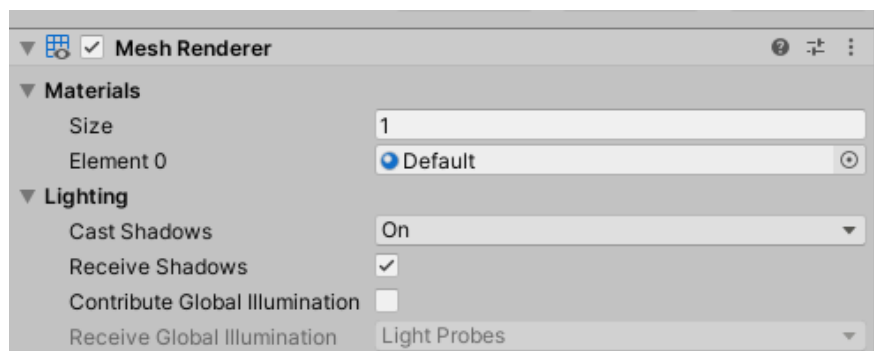 Mesh Renderer
Materials
Size 1
Element 0 Default
Lighting
Cast Shadows On
Receive Shadows
Contribute Global Illumination
Receive Global Illumination Light Probes